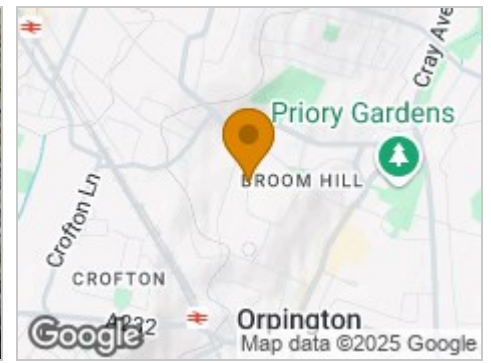 Cray Ave
Priory Gardens
BROOM HILL
Crofton Ln
CROFTON
A232
Orpington
Google
Map data ©2025 Google